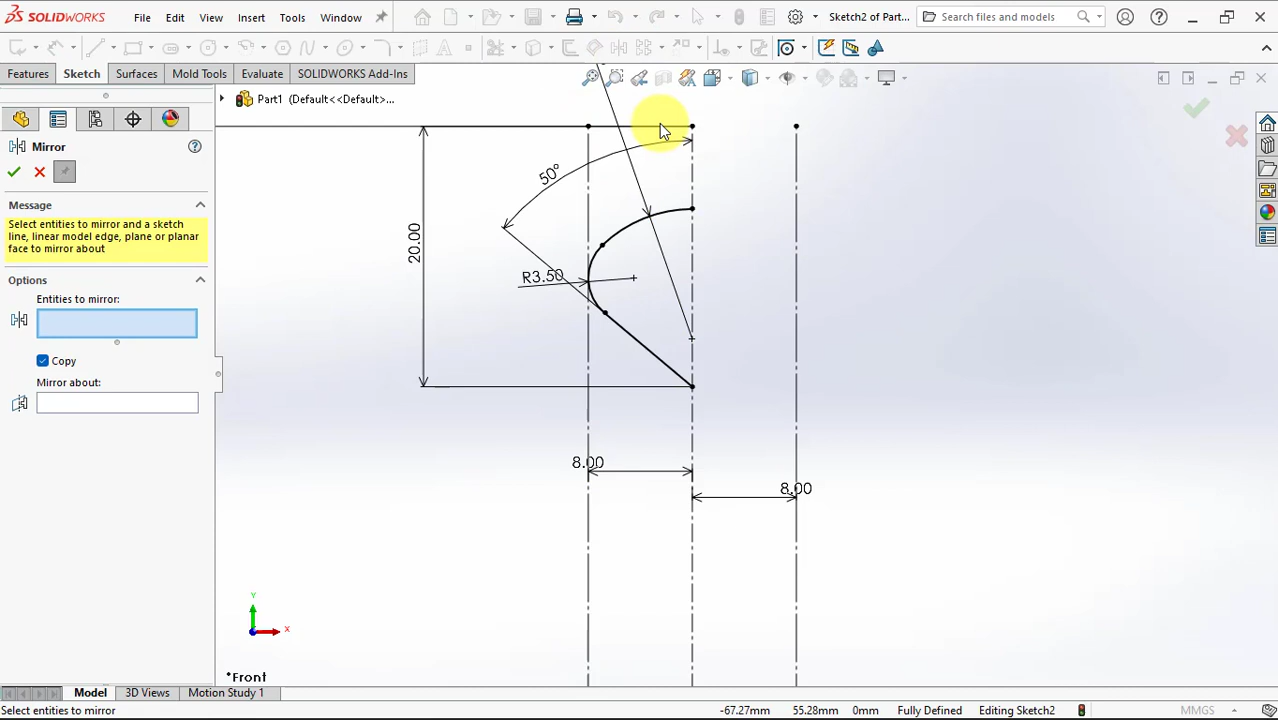 SOLIDWORKS File Edit View Insert Tools Window Sketch2 of Part... Search files and models
Features Sketch Surfaces Mold Tools Evaluate SOLIDWORKS Add-Ins
Part1 (Default<<Default>...
Mirror
Message
Select entities to mirror and a sketch
line, linear model edge, plane or planar
face to mirror about
Options
Entities to mirror:
Copy
Mirror about:
50°
20.00
R3.50
8.00
8.00
Y
X
*Front
Model 3D Views Motion Study 1
Select entities to mirror -67.27mm 55.28mm 0mm Fully Defined Editing Sketch2 MMGS